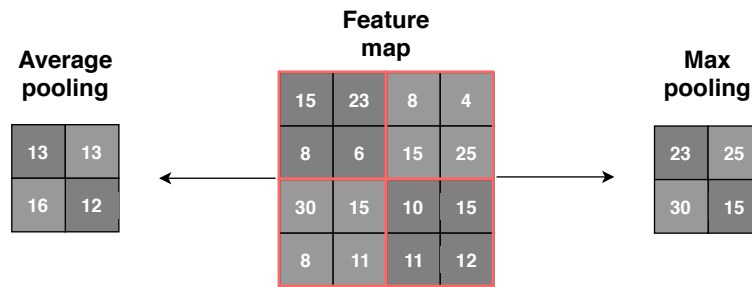 Feature
map
Average
pooling
Max
pooling
15 23 8 4
8 6 15 25
30 15 10 15
8 11 11 12
13 13
16 12
23 25
30 15